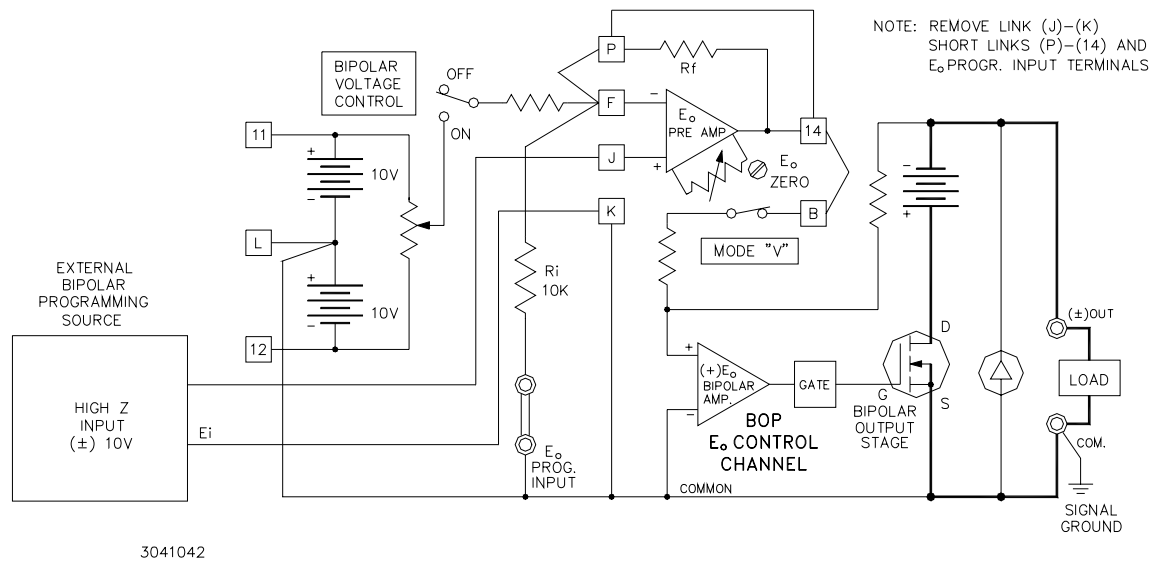 NOTE: REMOVE LINK (J)-(K)
SHORT LINKS (P)-(14) AND
Eo PROGR. INPUT TERMINALS
BIPOLAR
VOLTAGE
CONTROL
OFF
ON
P
Rf
F
-
Eo
PRE AMP
+
14
Eo
ZERO
J
K
B
MODE "V"
11
+
10V
-
L
+
10V
-
12
Ri
10K
-
+
EXTERNAL
BIPOLAR
PROGRAMMING
SOURCE
HIGH Z
INPUT
(±) 10V
Ei
Eo
PROG.
INPUT
+
(+)Eo
BIPOLAR
AMP.
-
GATE
BOP
Eo CONTROL
CHANNEL
D
G
S
BIPOLAR
OUTPUT
STAGE
(±)OUT
LOAD
COM.
COMMON
SIGNAL
GROUND
3041042